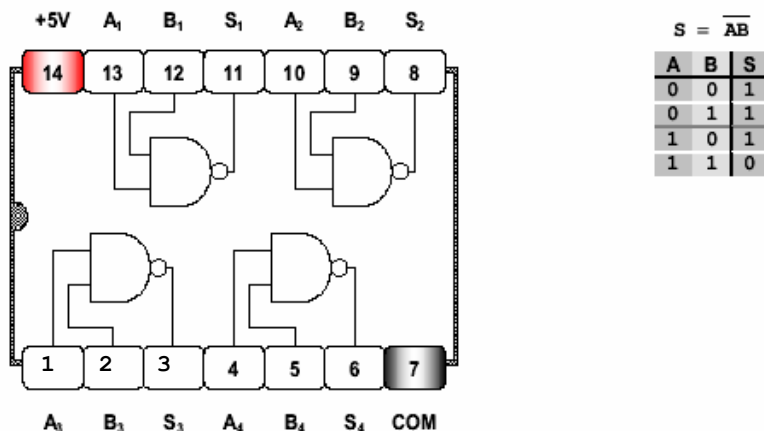 +5V A₁ B₁ S₁ A₂ B₂ S₂
14 13 12 11 10 9 8
1 2 3 4 5 6 7
A₃ B₃ S₃ A₄ B₄ S₄ COM
S = \overline{AB}
A B S
0 0 1
0 1 1
1 0 1
1 1 0